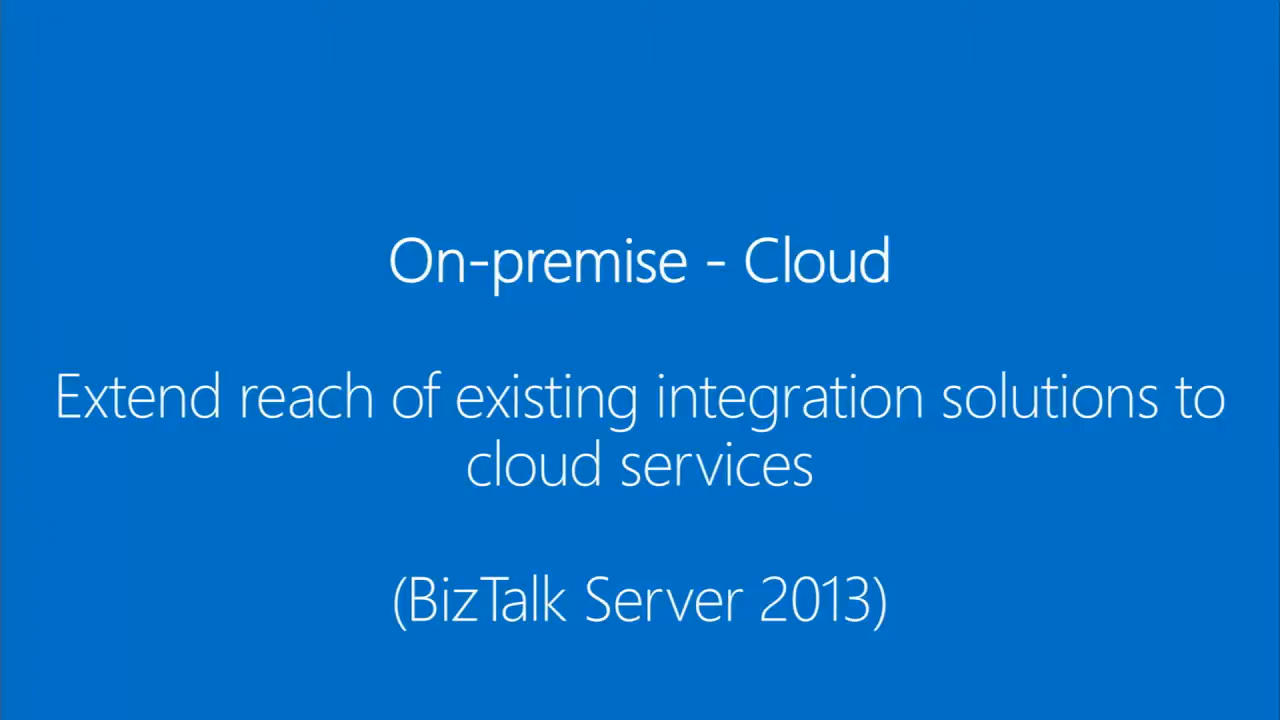 On-premise - Cloud
Extend reach of existing integration solutions to
cloud services
(BizTalk Server 2013)